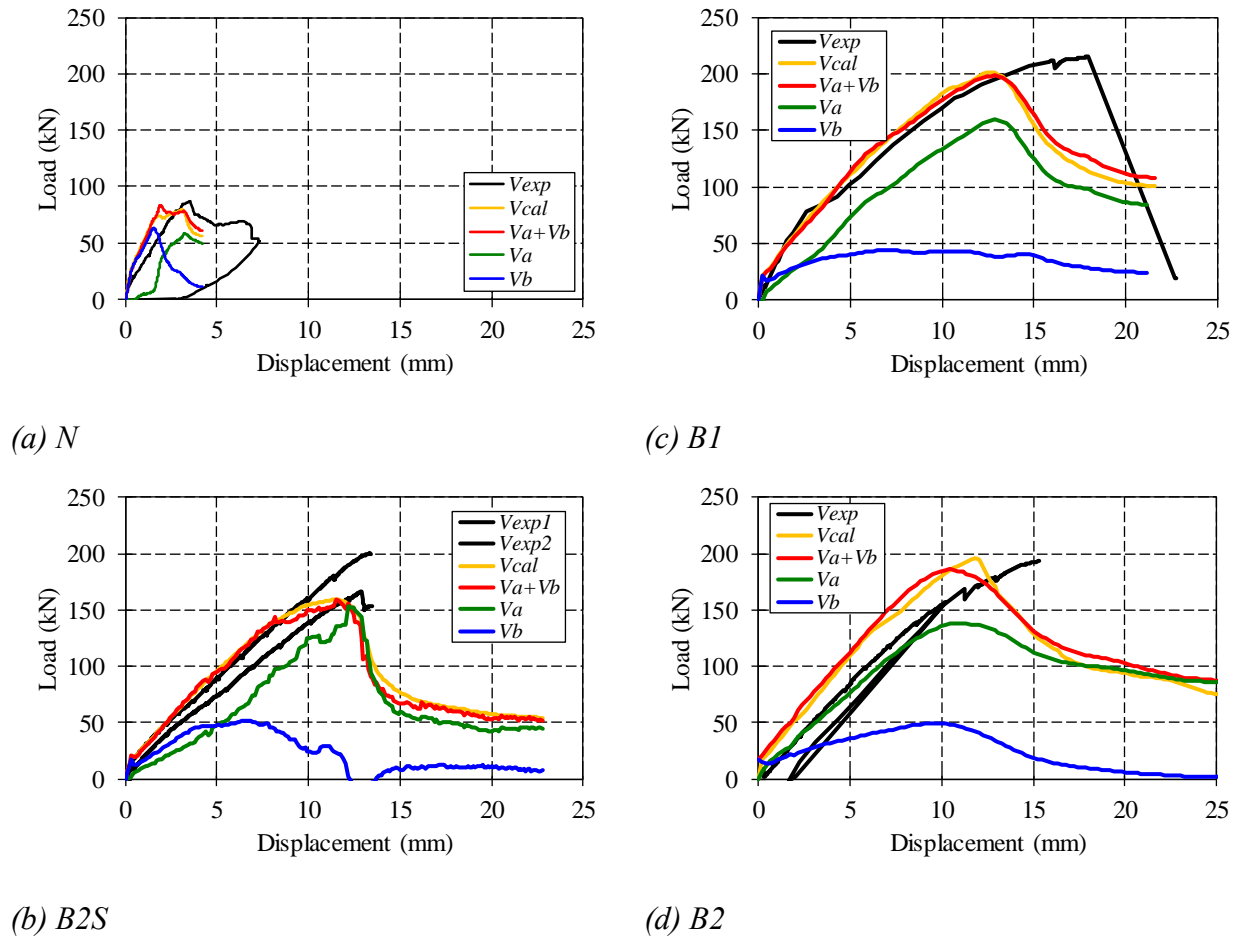 250
200
150
100
50
0
Load (kN)
Vexp
Vcal
Va+Vb
Va
Vb
0 5 10 15 20 25
Displacement (mm)
(a) N
250
200
150
100
50
0
Load (kN)
Vexp
Vcal
Va+Vb
Va
Vb
0 5 10 15 20 25
Displacement (mm)
(c) B1
250
200
150
100
50
0
Load (kN)
Vexp1
Vexp2
Vcal
Va+Vb
Va
Vb
0 5 10 15 20 25
Displacement (mm)
(b) B2S
250
200
150
100
50
0
Load (kN)
Vexp
Vcal
Va+Vb
Va
Vb
0 5 10 15 20 25
Displacement (mm)
(d) B2